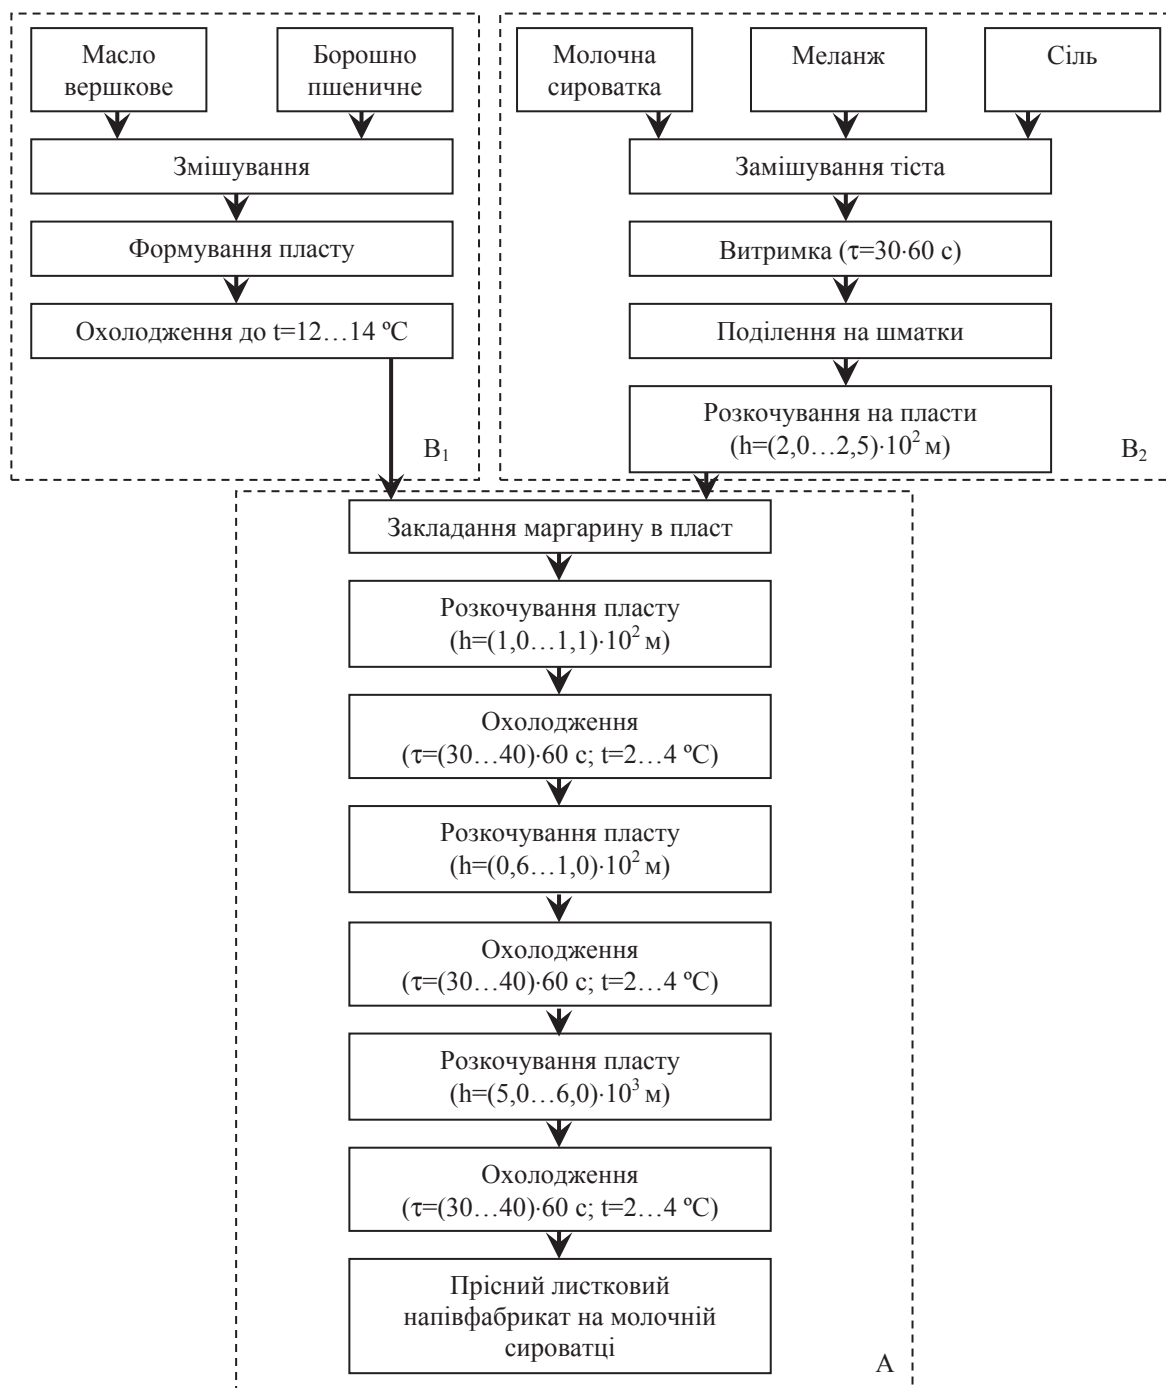 Масло
вершкове
Борошно
пшеничне
Змішування
Формування пласту
Охолодження до t=12…14 ºС
В₁
Молочна
сироватка
Меланж
Сіль
Замішування тіста
Витримка (τ=30·60 с)
Поділення на шматки
Розкочування на пласти
(h=(2,0…2,5)·10² м)
В₂
Закладання маргарину в пласт
Розкочування пласту
(h=(1,0…1,1)·10² м)
Охолодження
(τ=(30…40)·60 с; t=2…4 ºС)
Розкочування пласту
(h=(0,6…1,0)·10² м)
Охолодження
(τ=(30…40)·60 с; t=2…4 ºС)
Розкочування пласту
(h=(5,0…6,0)·10³ м)
Охолодження
(τ=(30…40)·60 с; t=2…4 ºС)
Прісний листковий
напівфабрикат на молочній
сироватці
А